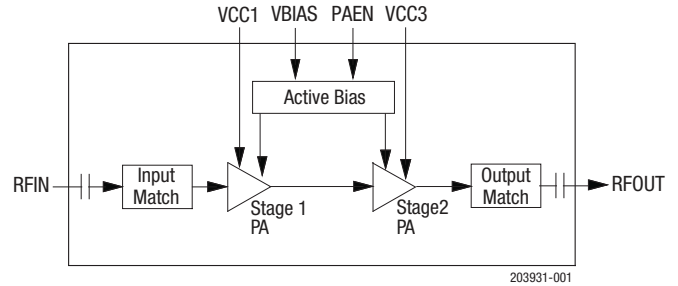 VCC1 VBIAS PAEN VCC3
Active Bias
RFIN
Input
Match
Stage 1
PA
Stage2
PA
Output
Match
RFOUT
203931-001